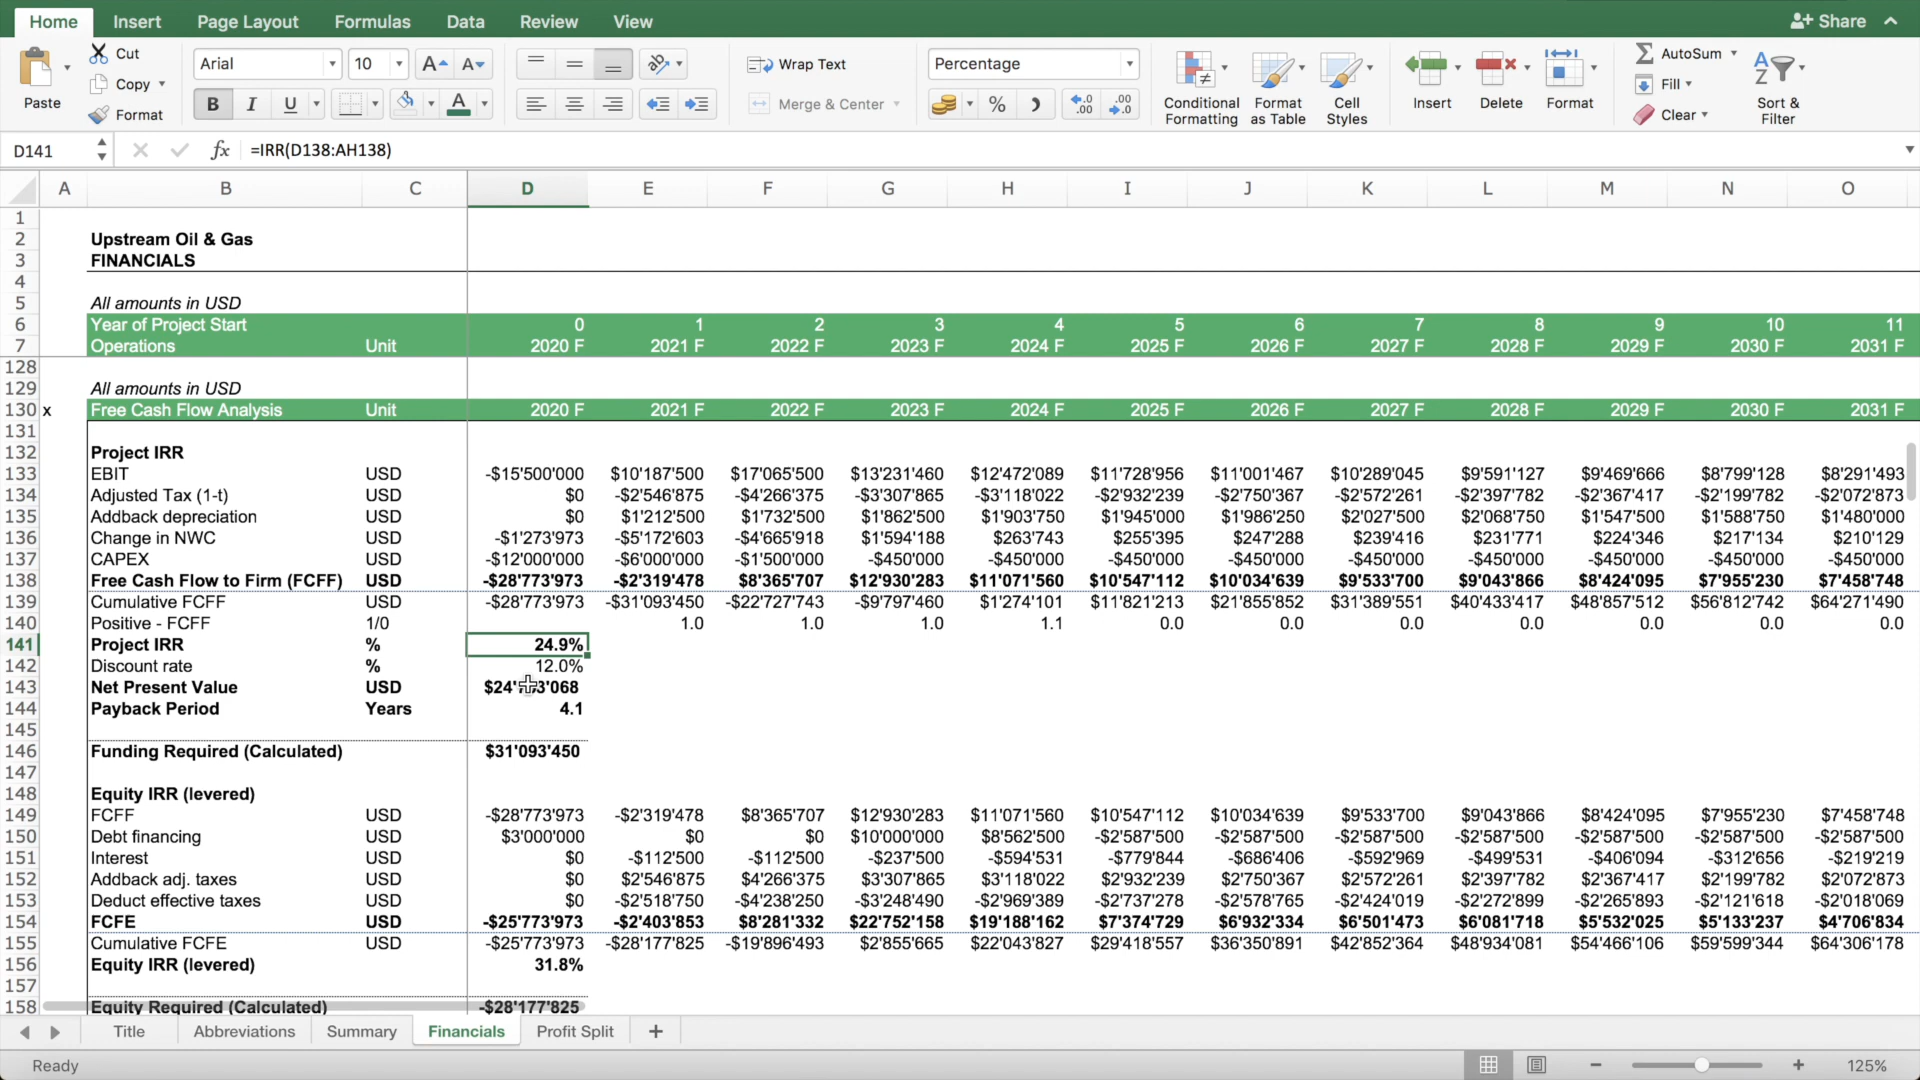 Home Insert Page Layout Formulas Data Review View Share
Paste Cut Copy Format
Arial 10
B I U
Wrap Text
Merge & Center
Percentage
Conditional Formatting Format as Table Cell Styles Insert Delete Format
AutoSum Fill Clear Sort & Filter
D141 fx =IRR(D138:AH138)
A B C D E F G H I J K L M N O
1
2 Upstream Oil & Gas
3 FINANCIALS
4
5 All amounts in USD
6 Year of Project Start 0 1 2 3 4 5 6 7 8 9 10 11
7 Operations Unit 2020 F 2021 F 2022 F 2023 F 2024 F 2025 F 2026 F 2027 F 2028 F 2029 F 2030 F 2031 F
128
129 All amounts in USD
130 x Free Cash Flow Analysis Unit 2020 F 2021 F 2022 F 2023 F 2024 F 2025 F 2026 F 2027 F 2028 F 2029 F 2030 F 2031 F
131
132 Project IRR
133 EBIT USD -$15'500'000 $10'187'500 $17'065'500 $13'231'460 $12'472'089 $11'728'956 $11'001'467 $10'289'045 $9'591'127 $9'469'666 $8'799'128 $8'291'493
134 Adjusted Tax (1-t) USD $0 -$2'546'875 -$4'266'375 -$3'307'865 -$3'118'022 -$2'932'239 -$2'750'367 -$2'572'261 -$2'397'782 -$2'367'417 -$2'199'782 -$2'072'873
135 Addback depreciation USD $0 $1'212'500 $1'732'500 $1'862'500 $1'903'750 $1'945'000 $1'986'250 $2'027'500 $2'068'750 $1'547'500 $1'588'750 $1'480'000
136 Change in NWC USD -$1'273'973 -$5'172'603 -$4'665'918 $1'594'188 $263'743 $255'395 $247'288 $239'416 $231'771 $224'346 $217'134 $210'129
137 CAPEX USD -$12'000'000 -$6'000'000 -$1'500'000 -$450'000 -$450'000 -$450'000 -$450'000 -$450'000 -$450'000 -$450'000 -$450'000 -$450'000
138 Free Cash Flow to Firm (FCFF) USD -$28'773'973 -$2'319'478 $8'365'707 $12'930'283 $11'071'560 $10'547'112 $10'034'639 $9'533'700 $9'043'866 $8'424'095 $7'955'230 $7'458'748
139 Cumulative FCFF USD -$28'773'973 -$31'093'450 -$22'727'743 -$9'797'460 $1'274'101 $11'821'213 $21'855'852 $31'389'551 $40'433'417 $48'857'512 $56'812'742 $64'271'490
140 Positive - FCFF 1/0 1.0 1.0 1.0 1.1 0.0 0.0 0.0 0.0 0.0 0.0 0.0
141 Project IRR % 24.9%
142 Discount rate % 12.0%
143 Net Present Value USD
144 Payback Period Years 4.1
145
146 Funding Required (Calculated) $31'093'450
147
148 Equity IRR (levered)
149 FCFF USD -$28'773'973 -$2'319'478 $8'365'707 $12'930'283 $11'071'560 $10'547'112 $10'034'639 $9'533'700 $9'043'866 $8'424'095 $7'955'230 $7'458'748
150 Debt financing USD $3'000'000 $0 $0 $10'000'000 $8'562'500 -$2'587'500 -$2'587'500 -$2'587'500 -$2'587'500 -$2'587'500 -$2'587'500 -$2'587'500
151 Interest USD $0 -$112'500 -$112'500 -$237'500 -$594'531 -$779'844 -$686'406 -$592'969 -$499'531 -$406'094 -$312'656 -$219'219
152 Addback adj. taxes USD $0 $2'546'875 $4'266'375 $3'307'865 $3'118'022 $2'932'239 $2'750'367 $2'572'261 $2'397'782 $2'367'417 $2'199'782 $2'072'873
153 Deduct effective taxes USD $0 -$2'518'750 -$4'238'250 -$3'248'490 -$2'969'389 -$2'737'278 -$2'578'765 -$2'424'019 -$2'272'899 -$2'265'893 -$2'121'618 -$2'018'069
154 FCFE USD -$25'773'973 -$2'403'853 $8'281'332 $22'752'158 $19'188'162 $7'374'729 $6'932'334 $6'501'473 $6'081'718 $5'532'025 $5'133'237 $4'706'834
155 Cumulative FCFE USD -$25'773'973 -$28'177'825 -$19'896'493 $2'855'665 $22'043'827 $29'418'557 $36'350'891 $42'852'364 $48'934'081 $54'466'106 $59'599'344 $64'306'178
156 Equity IRR (levered) 31.8%
157
158 Equity Required (Calculated) -$28'177'825
Title Abbreviations Summary Financials Profit Split +
Ready 125%